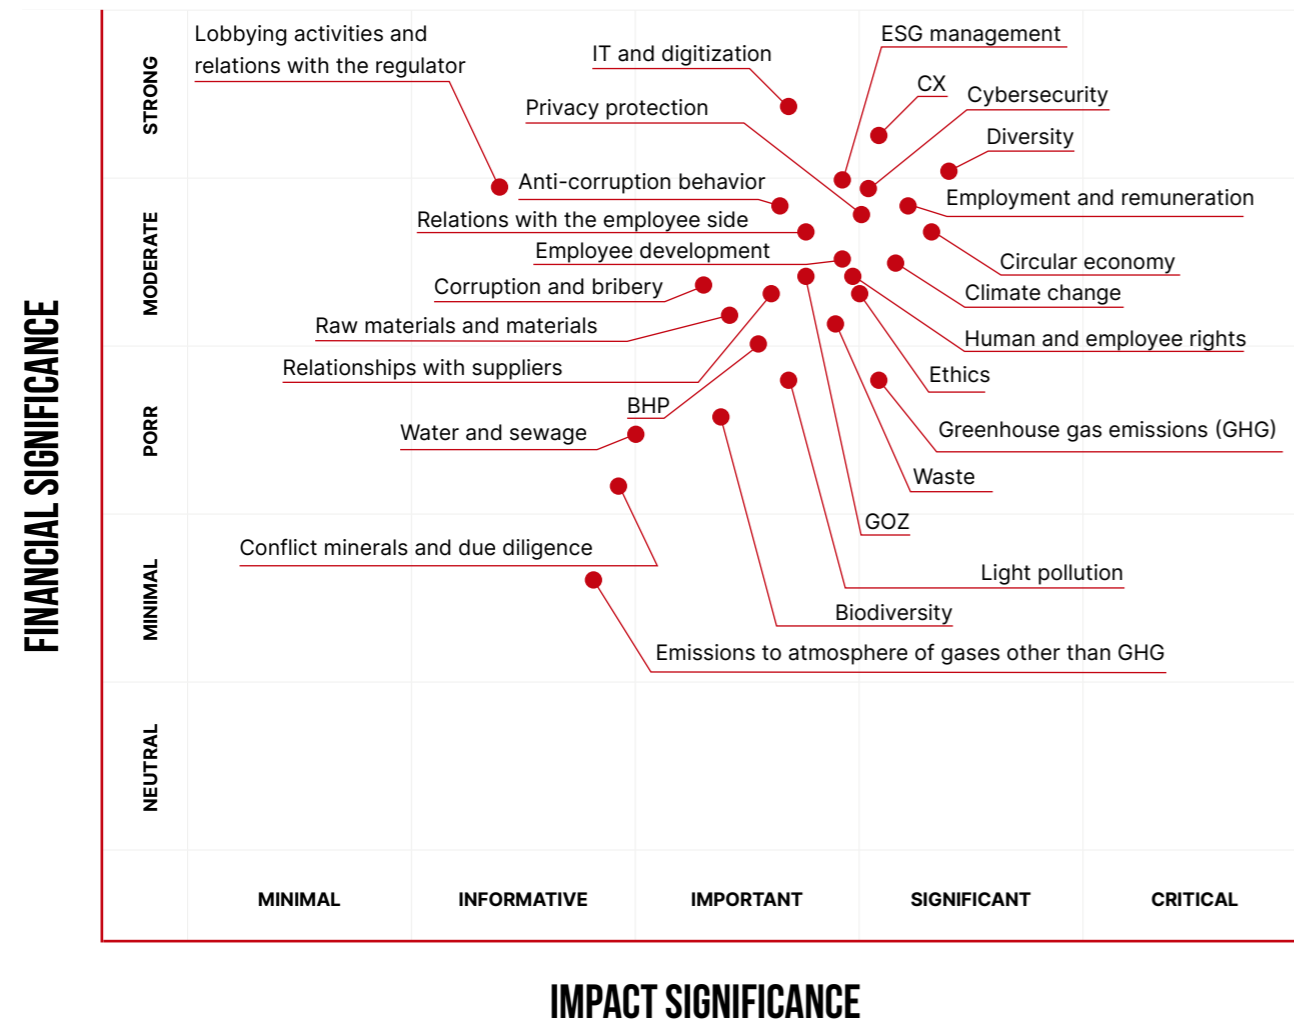 Lobbying activities and
relations with the regulator
IT and digitization
ESG management
CX
Privacy protection
Cybersecurity
Diversity
Anti-corruption behavior
Employment and remuneration
Relations with the employee side
Employee development
Circular economy
Corruption and bribery
Climate change
Raw materials and materials
Human and employee rights
Relationships with suppliers
Ethics
BHP
Water and sewage
Greenhouse gas emissions (GHG)
Waste
GOZ
Conflict minerals and due diligence
Light pollution
Biodiversity
Emissions to atmosphere of gases other than GHG
FINANCIAL SIGNIFICANCE
STRONG
MODERATE
PORR
MINIMAL
NEUTRAL
MINIMAL
INFORMATIVE
IMPORTANT
SIGNIFICANT
CRITICAL
IMPACT SIGNIFICANCE